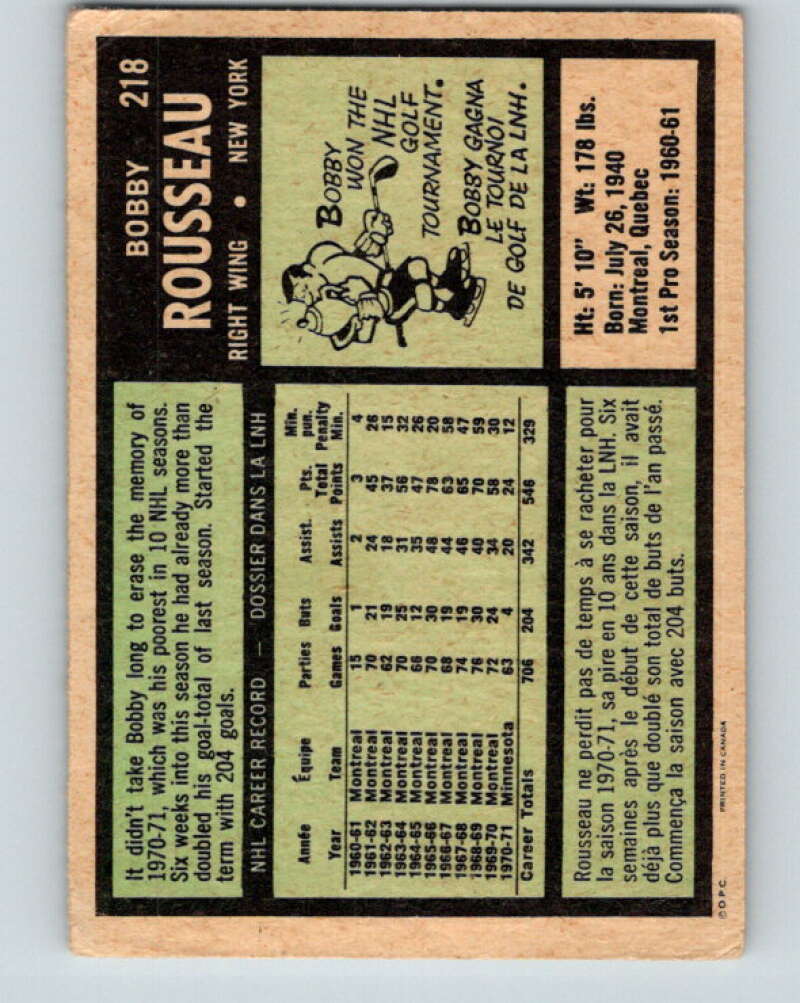 BOBBY 218
ROUSSEAU
RIGHT WING • NEW YORK
It didn't take Bobby long to erase the memory of
1970-71, which was his poorest in 10 NHL seasons.
Six weeks into this season he had already more than
doubled his goal-total of last season. Started the
term with 204 goals.
BOBBY
WON THE
NHL
GOLF
TOURNAMENT.
BOBBY GAGNA
LE TOURNOI
DE GOLF DE LA LNH.
NHL CAREER RECORD — DOSSIER DANS LA LNH
Année Équipe Parties Buts Assist. Pts. Min. pun.
Year Team Games Goals Assists Total Points Penalty Min.
1960-61 Montreal 15 1 2 3 4
1961-62 Montreal 70 21 24 45 26
1962-63 Montreal 62 19 18 37 15
1963-64 Montreal 70 25 31 56 32
1964-65 Montreal 66 12 35 47 26
1965-66 Montreal 70 30 48 78 20
1966-67 Montreal 68 19 44 63 58
1967-68 Montreal 74 19 46 65 47
1968-69 Montreal 76 30 40 70 59
1969-70 Montreal 72 24 34 58 30
1970-71 Minnesota 63 4 20 24 12
Career Totals 706 204 342 546 329
Ht: 5' 10" Wt: 178 lbs.
Born: July 26, 1940
Montreal, Quebec
1st Pro Season: 1960-61
Rousseau ne perdit pas de temps à se racheter pour
la saison 1970-71, sa pire en 10 ans dans la LNH. Six
semaines après le début de cette saison, il avait
déjà plus que doublé son total de buts de l'an passé.
Commença la saison avec 204 buts.
© O.P.C. PRINTED IN CANADA